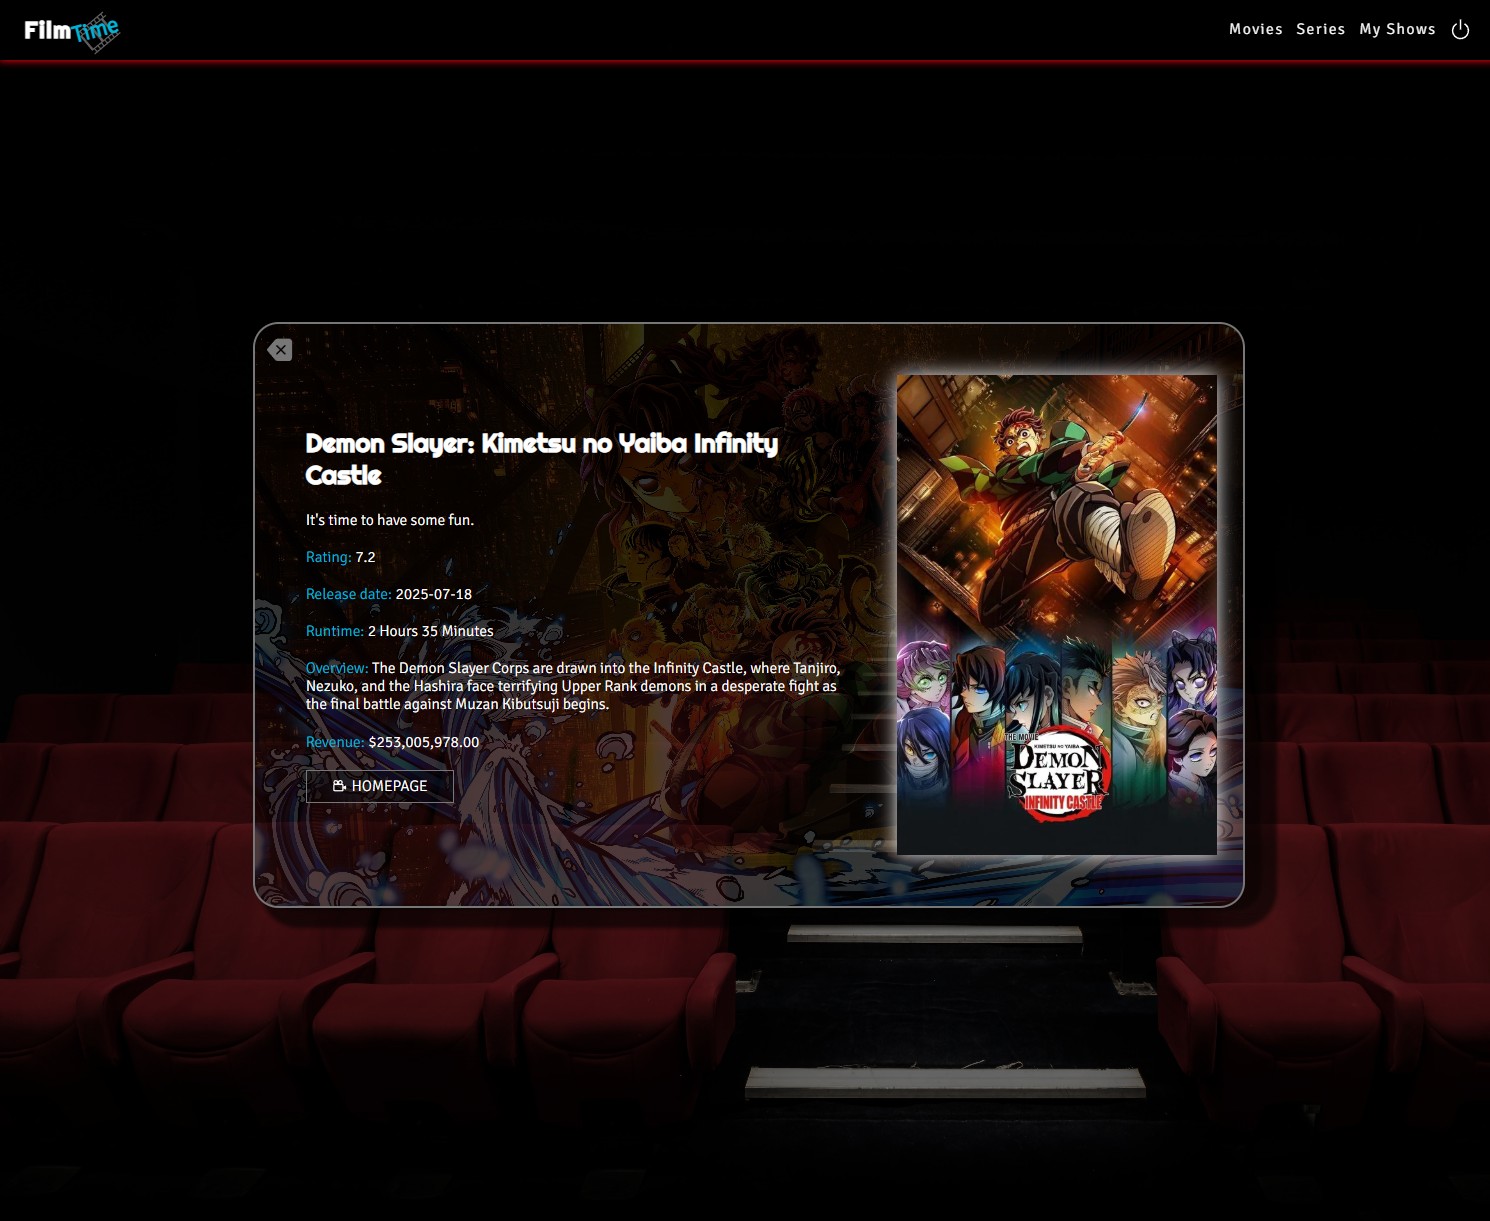 FilmTime
Movies Series My Shows
Demon Slayer: Kimetsu no Yaiba Infinity
Castle
It's time to have some fun.
Rating: 7.2
Release date: 2025-07-18
Runtime: 2 Hours 35 Minutes
Overview: The Demon Slayer Corps are drawn into the Infinity Castle, where Tanjiro,
Nezuko, and the Hashira face terrifying Upper Rank demons in a desperate fight as
the final battle against Muzan Kibutsuji begins.
Revenue: $253,005,978.00
HOMEPAGE
THE MOVIE
KIMETSU NO YAIBA
DEMON
SLAYER
INFINITY CASTLE